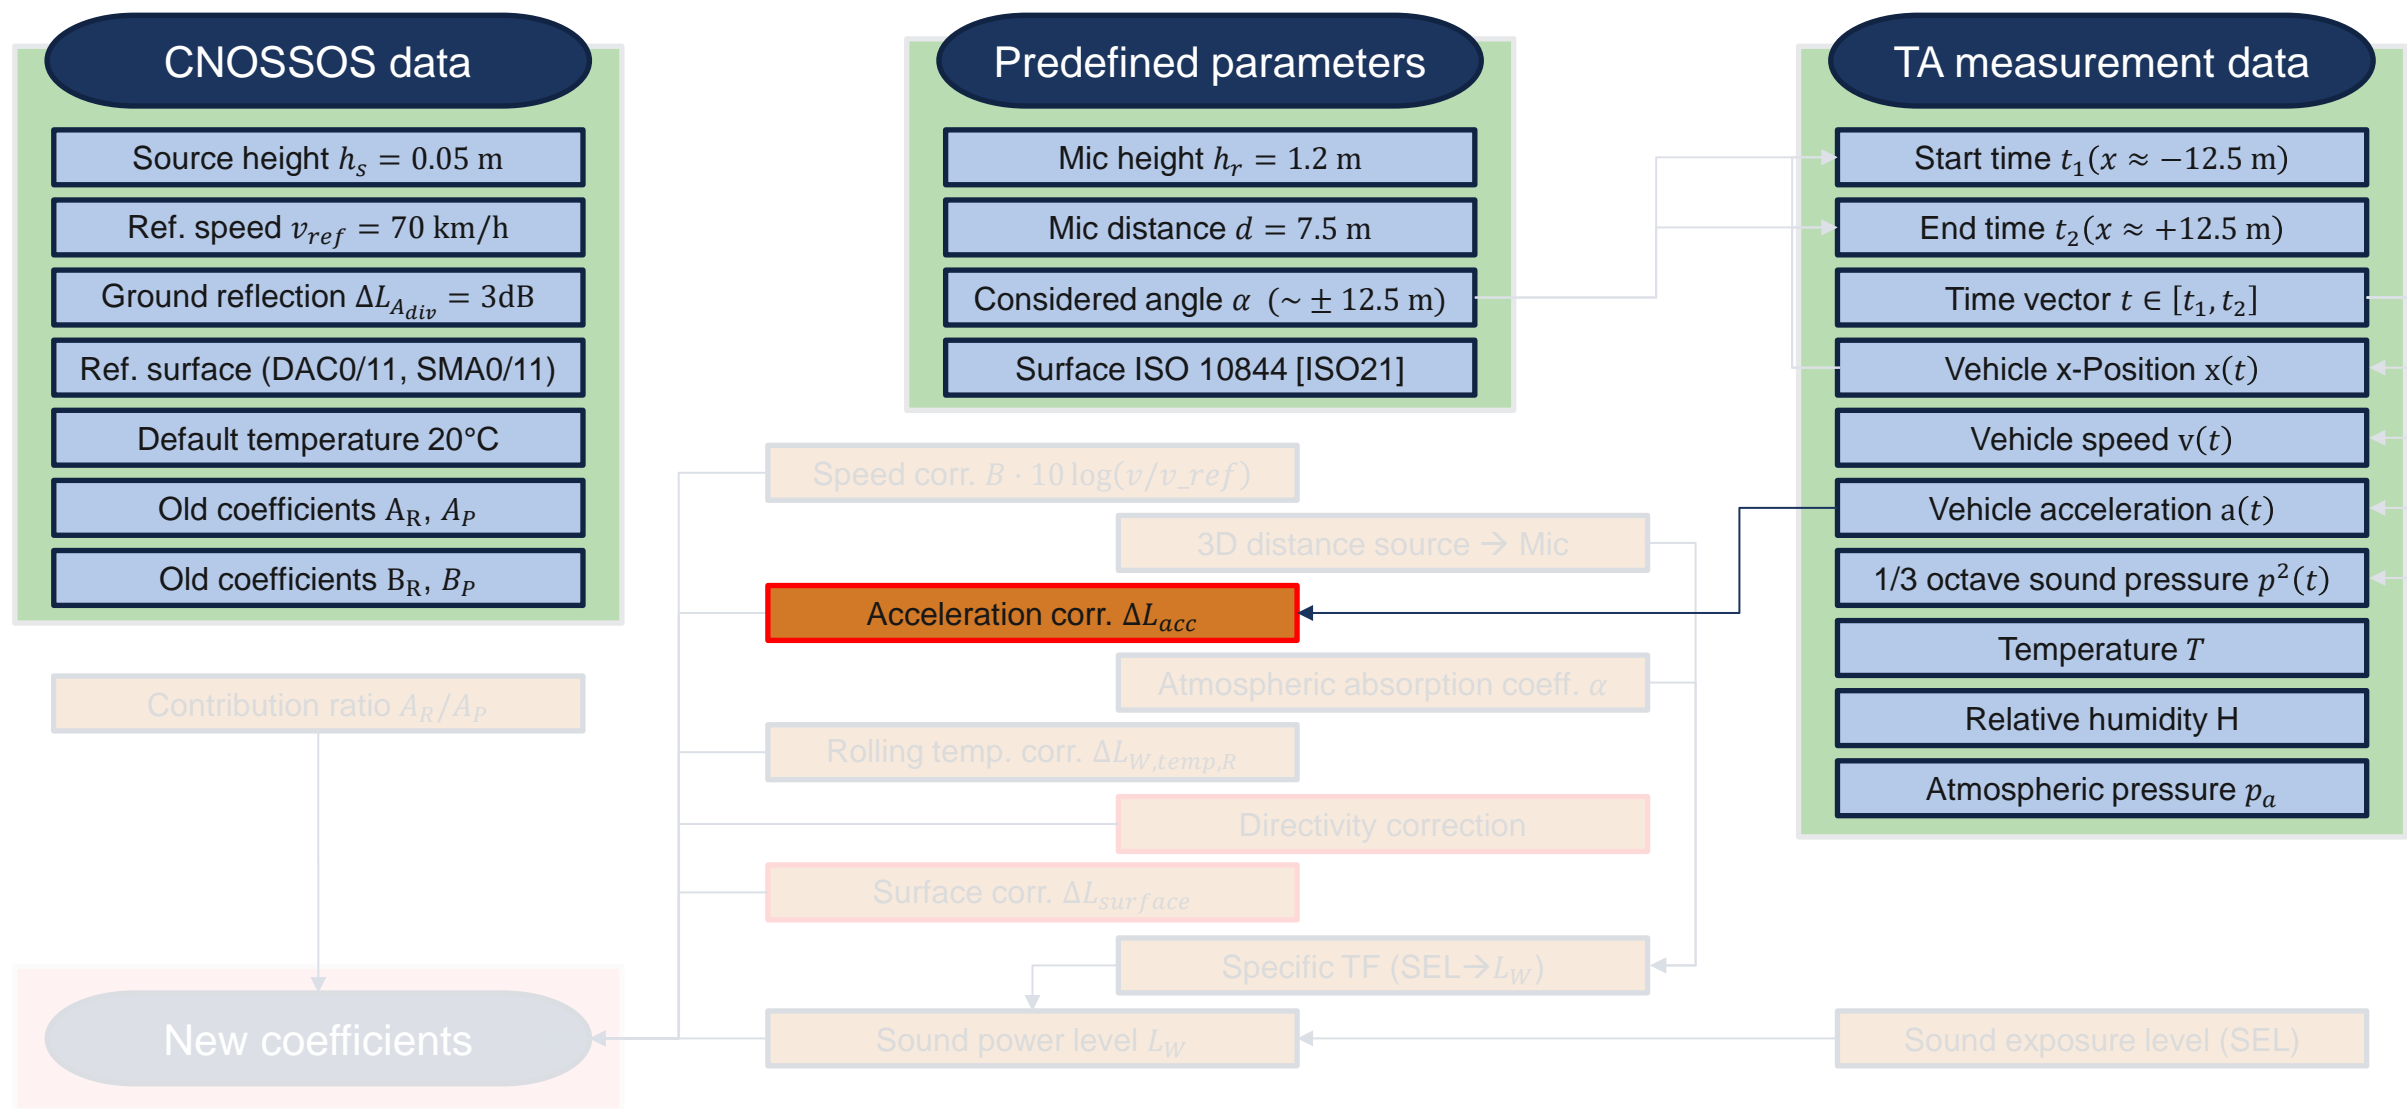 CNOSSOS data
Source height hₛ = 0.05 m
Ref. speed v_ref = 70 km/h
Ground reflection ΔL_A_div = 3dB
Ref. surface (DAC0/11, SMA0/11)
Default temperature 20°C
Old coefficients A_R, A_P
Old coefficients B_R, B_P
Contribution ratio A_R/A_P
New coefficients
Predefined parameters
Mic height h_r = 1.2 m
Mic distance d = 7.5 m
Considered angle α (~ ± 12.5 m)
Surface ISO 10844 [ISO21]
Speed corr. B · 10 log(v/v_ref)
3D distance source → Mic
Acceleration corr. ΔL_acc
Atmospheric absorption coeff. α
Rolling temp. corr. ΔL_W,temp,R
Directivity correction
Surface corr. ΔL_surface
Specific TF (SEL→L_W)
Sound power level L_W
TA measurement data
Start time t₁(x ≈ −12.5 m)
End time t₂(x ≈ +12.5 m)
Time vector t ∈ [t₁, t₂]
Vehicle x-Position x(t)
Vehicle speed v(t)
Vehicle acceleration a(t)
1/3 octave sound pressure p²(t)
Temperature T
Relative humidity H
Atmospheric pressure p_a
Sound exposure level (SEL)